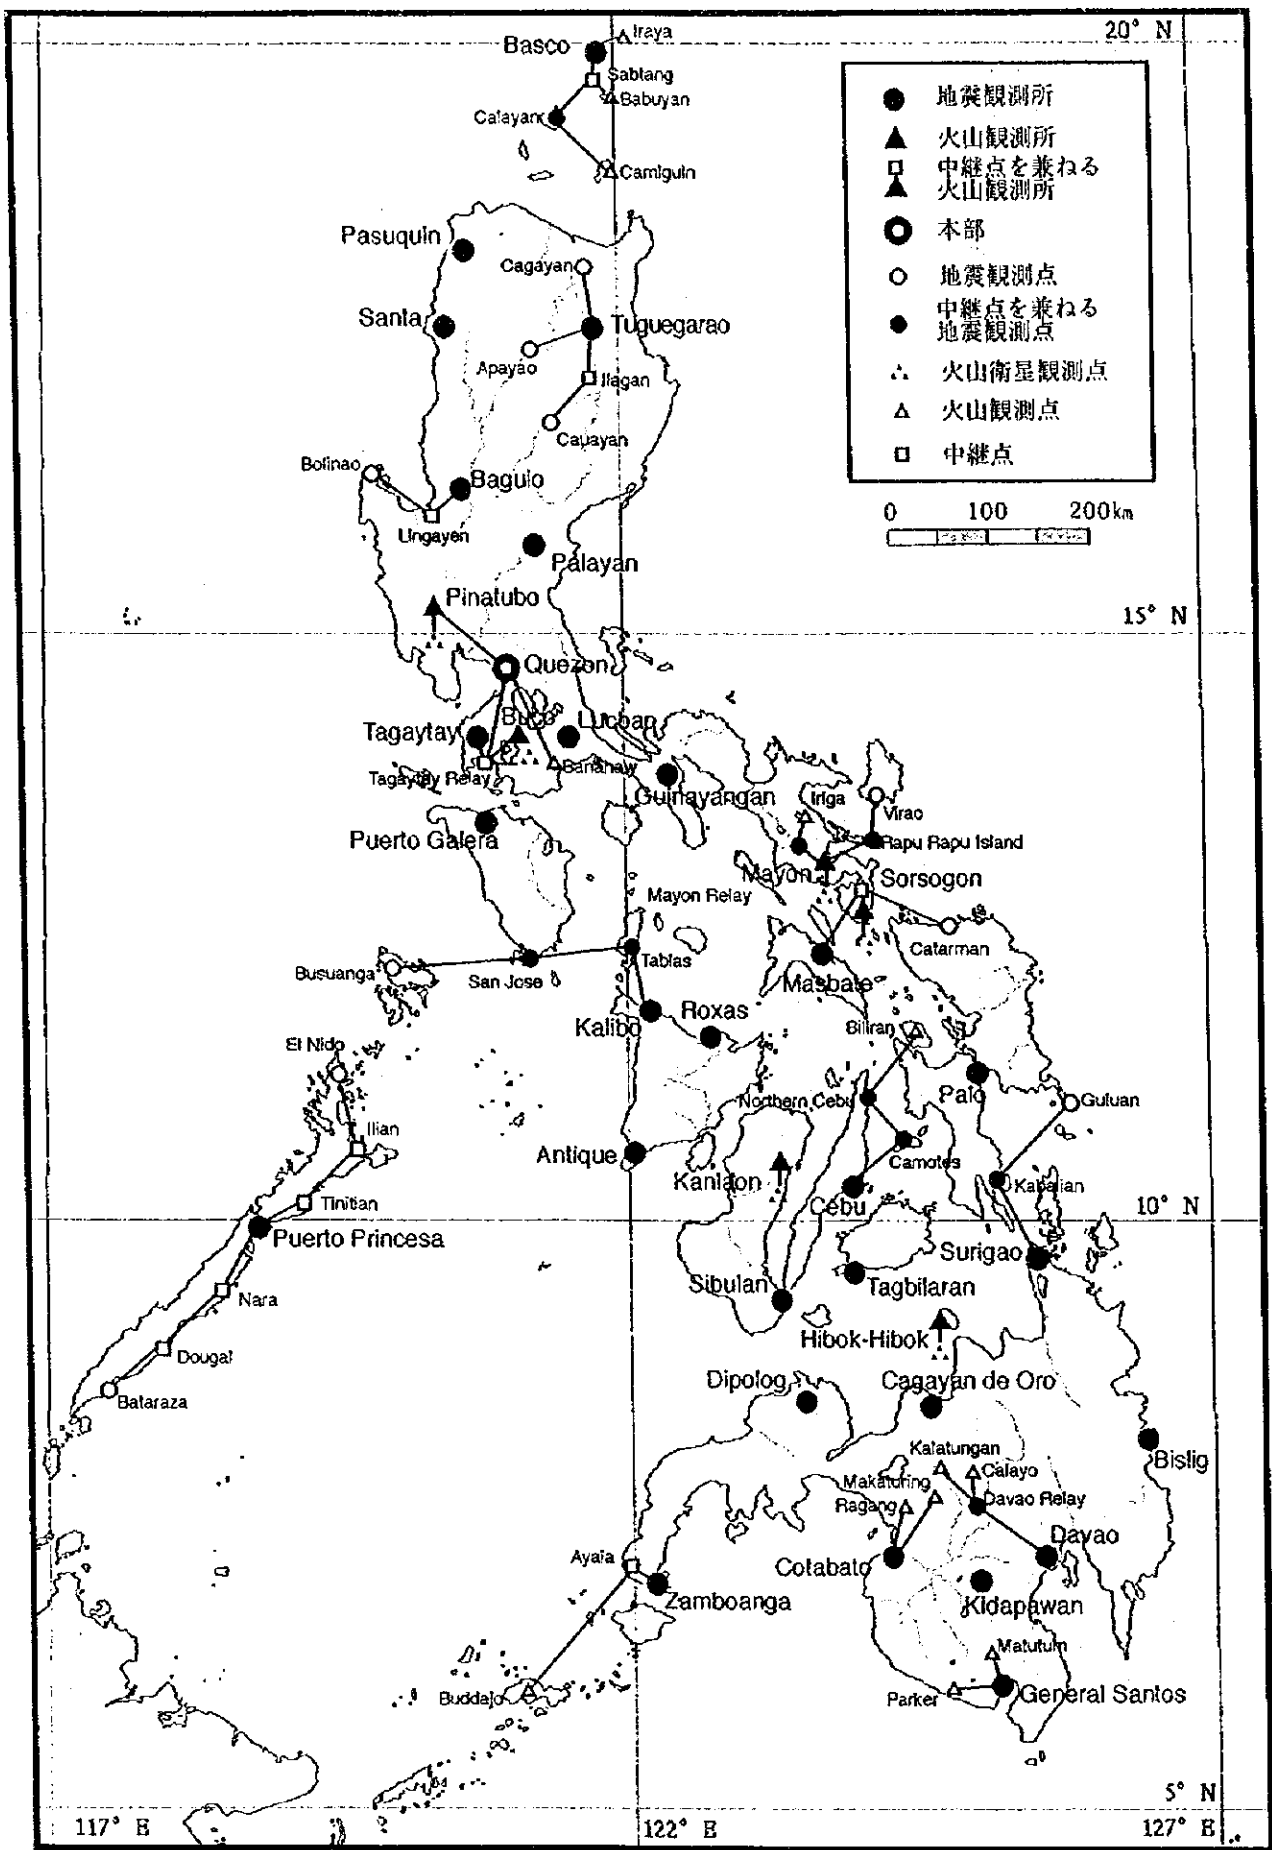 20° N
Iraya
Basco
Sabtang
Babuyan
Calayan
Camiguin
地震観測所
火山観測所
中継点を兼ねる
火山観測所
本部
地震観測点
中継点を兼ねる
地震観測点
火山衛星観測点
火山観測点
中継点
0 100 200km
Pasuquin
Cagayan
Santa
Tuguegarao
Apayao
Ilagan
Cauayan
Bolinao
Baguio
Lingayen
Palayan
Pinatubo
15° N
Quezon
Buco
Lucban
Tagaytay
Tagaytay Relay
Banahaw
Guinayangan
Iriga
Virac
Puerto Galera
Rapu Rapu Island
Mayon
Sorsogon
Mayon Relay
Catarman
Tablas
Busuanga
San Jose
Masbate
Roxas
Kalibo
Biliran
El Nido
Palo
Northern Cebu
Guiuan
Ilian
Antique
Camotes
Kanlaon
Kabalian
Cebu
Tinitian
10° N
Puerto Princesa
Surigao
Sibulan
Tagbilaran
Nara
Hibok-Hibok
Dougal
Dipolog
Cagayan de Oro
Bataraza
Kalatungan
Bislig
Calayo
Makaturing
Ragang
Davao Relay
Davao
Ayala
Cotabato
Zamboanga
Kidapawan
Matutum
Buddajo
Parker
General Santos
5° N
117° E
122° E
127° E